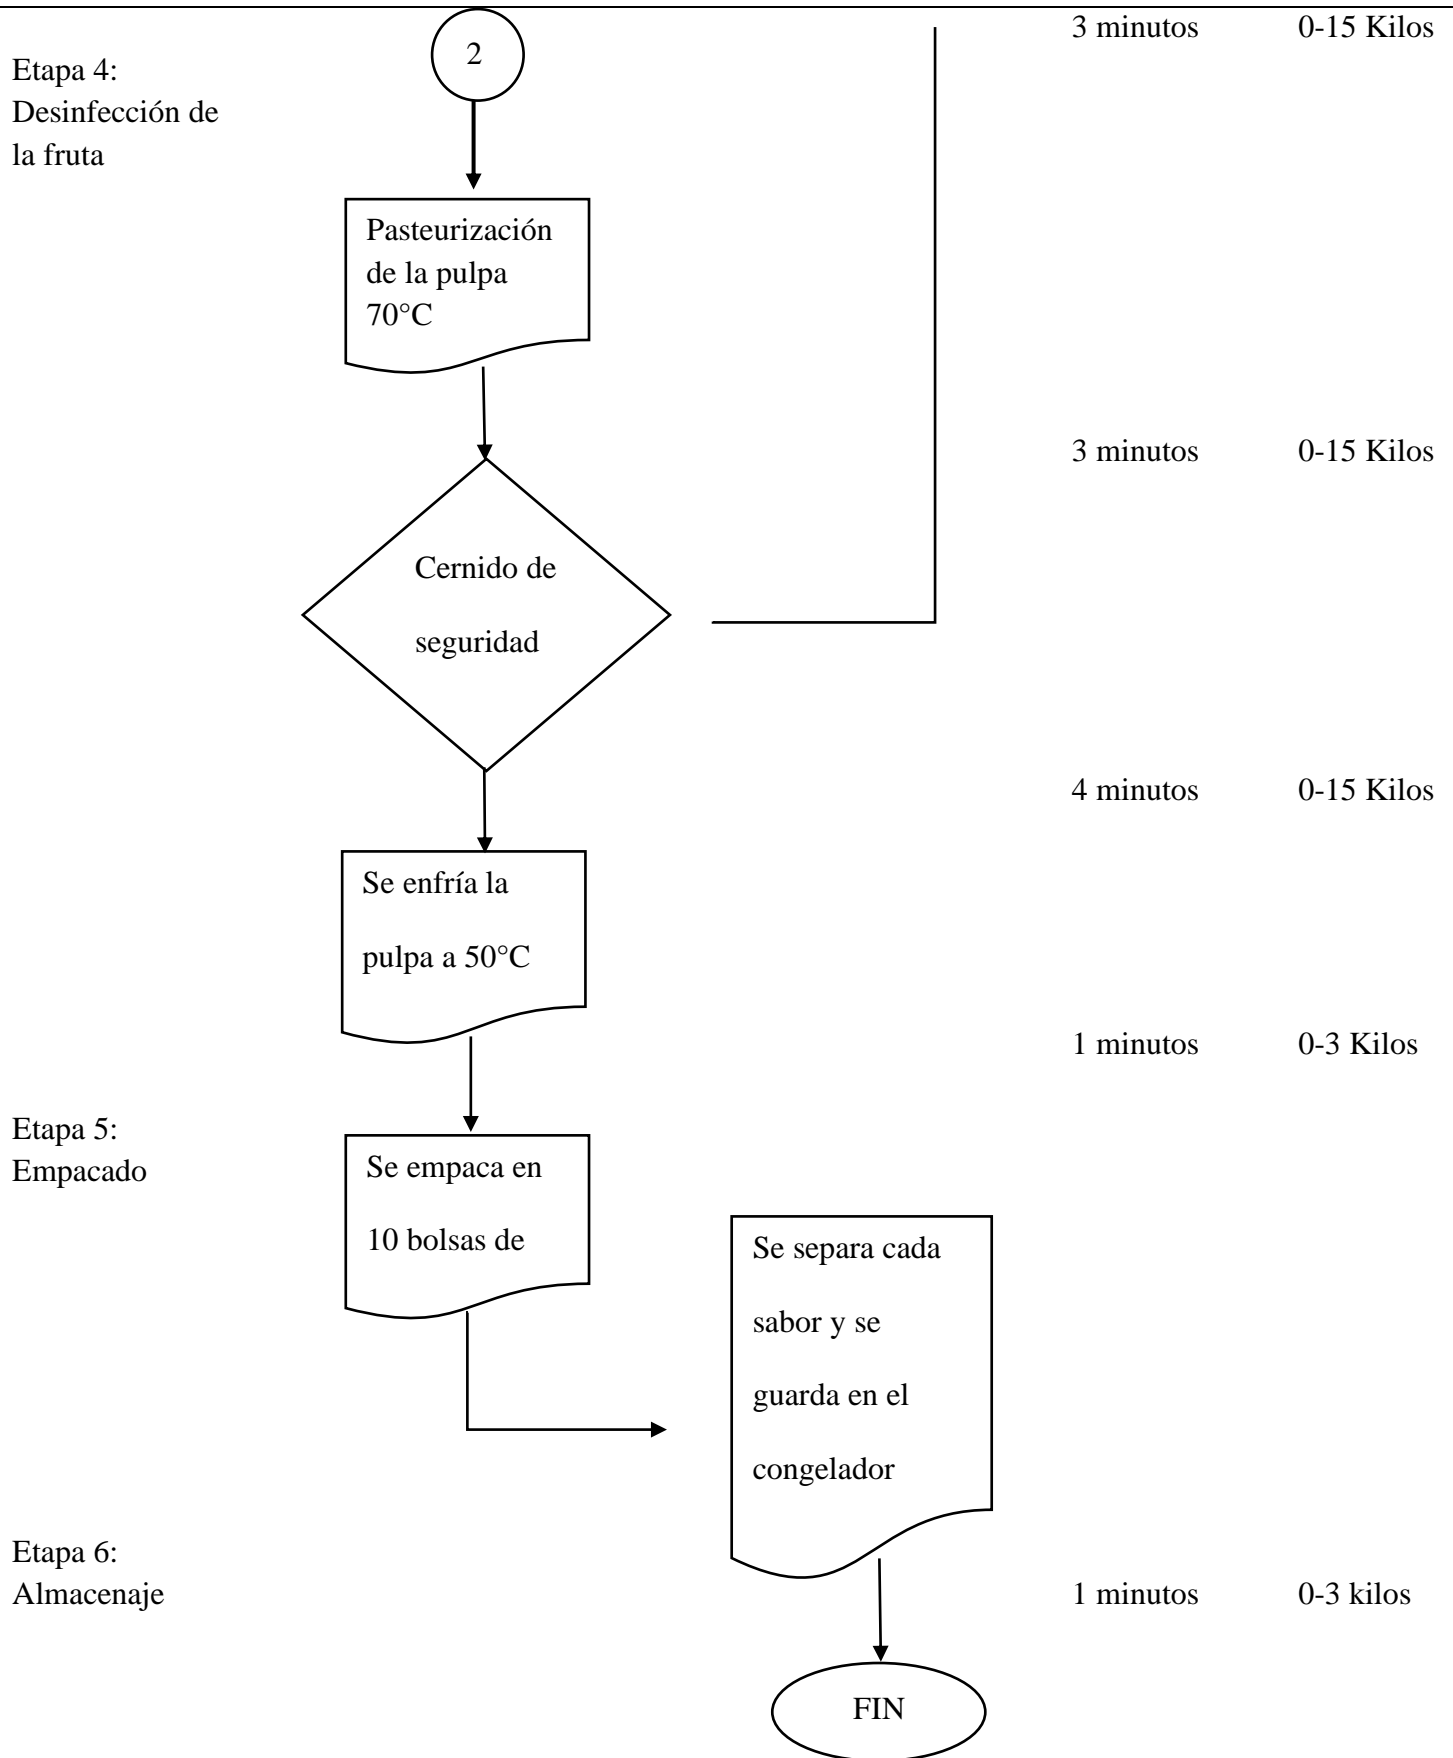 3 minutos 0-15 Kilos
2
Etapa 4:
Desinfección de
la fruta
Pasteurización
de la pulpa
70°C
3 minutos 0-15 Kilos
Cernido de
seguridad
4 minutos 0-15 Kilos
Se enfría la
pulpa a 50°C
1 minutos 0-3 Kilos
Etapa 5:
Empacado
Se empaca en
10 bolsas de
Se separa cada
sabor y se
guarda en el
congelador
Etapa 6:
Almacenaje
1 minutos 0-3 kilos
FIN